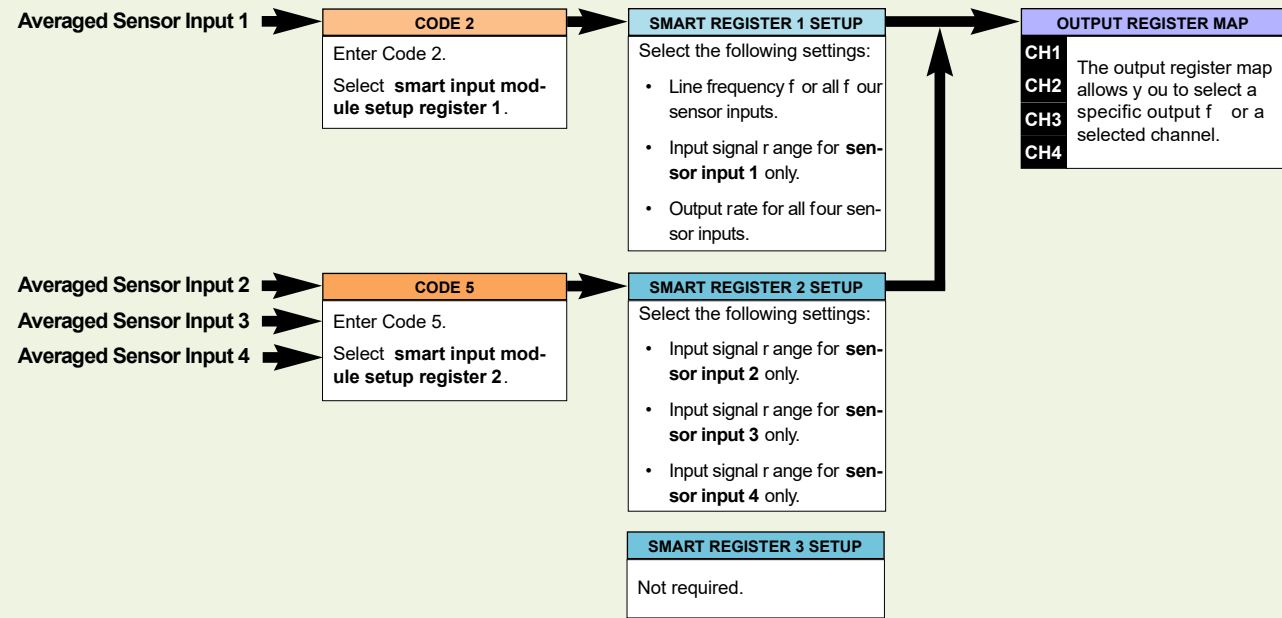 Averaged Sensor Input 1
CODE 2
Enter Code 2.
Select smart input mod-
ule setup register 1.
SMART REGISTER 1 SETUP
Select the following settings:
• Line frequency f or all f our
sensor inputs.
• Input signal r ange for sen-
sor input 1 only.
• Output rate for all four sen-
sor inputs.
OUTPUT REGISTER MAP
CH1
CH2
CH3
CH4
The output register map
allows y ou to select a
specific output f or a
selected channel.
Averaged Sensor Input 2
Averaged Sensor Input 3
Averaged Sensor Input 4
CODE 5
Enter Code 5.
Select smart input mod-
ule setup register 2.
SMART REGISTER 2 SETUP
Select the following settings:
• Input signal r ange for sen-
sor input 2 only.
• Input signal r ange for sen-
sor input 3 only.
• Input signal r ange for sen-
sor input 4 only.
SMART REGISTER 3 SETUP
Not required.